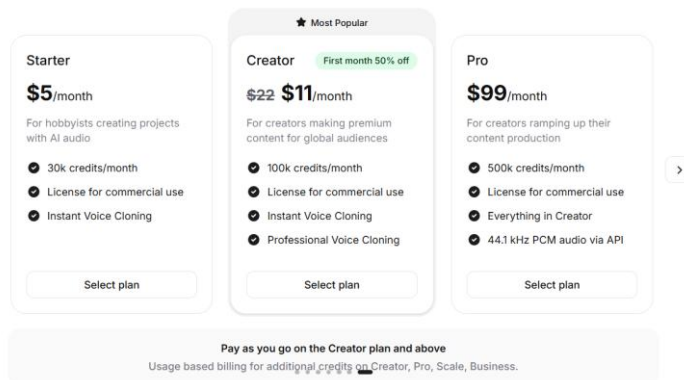 Most Popular
Starter
$5/month
For hobbyists creating projects
with AI audio
30k credits/month
License for commercial use
Instant Voice Cloning
Select plan
Creator
First month 50% off
$22 $11/month
For creators making premium
content for global audiences
100k credits/month
License for commercial use
Instant Voice Cloning
Professional Voice Cloning
Select plan
Pro
$99/month
For creators ramping up their
content production
500k credits/month
License for commercial use
Everything in Creator
44.1 kHz PCM audio via API
Select plan
Pay as you go on the Creator plan and above
Usage based billing for additional credits on Creator, Pro, Scale, Business.